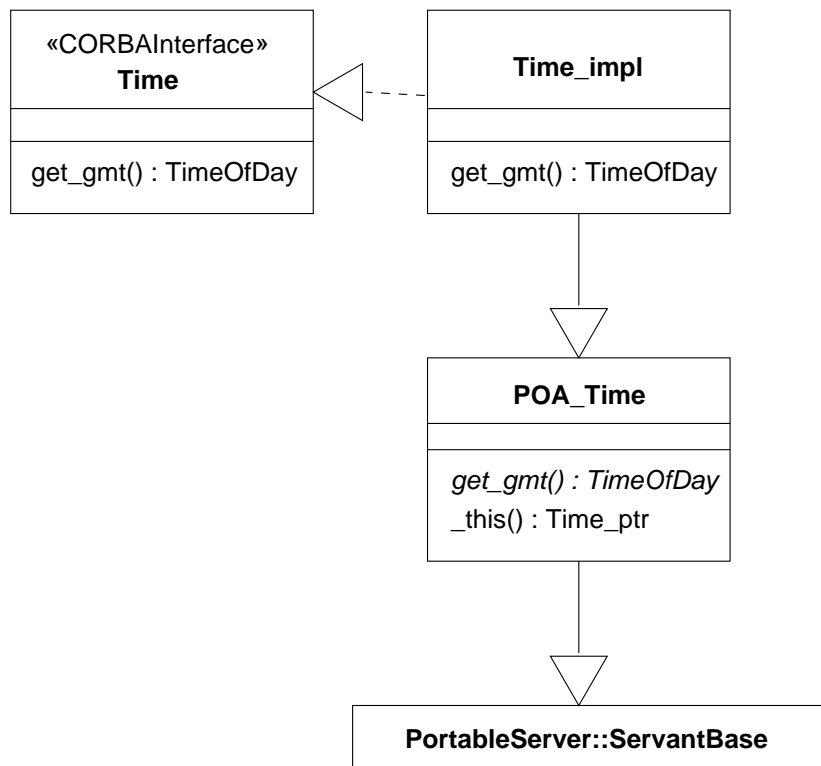 «CORBAInterface»
Time
get_gmt() : TimeOfDay
Time_impl
get_gmt() : TimeOfDay
POA_Time
get_gmt() : TimeOfDay
_this() : Time_ptr
PortableServer::ServantBase